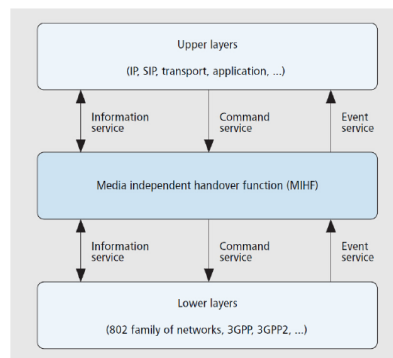 Upper layers
(IP, SIP, transport, application, ...)
Information
service
Command
service
Event
service
Media independent handover function (MIHF)
Information
service
Command
service
Event
service
Lower layers
(802 family of networks, 3GPP, 3GPP2, ...)